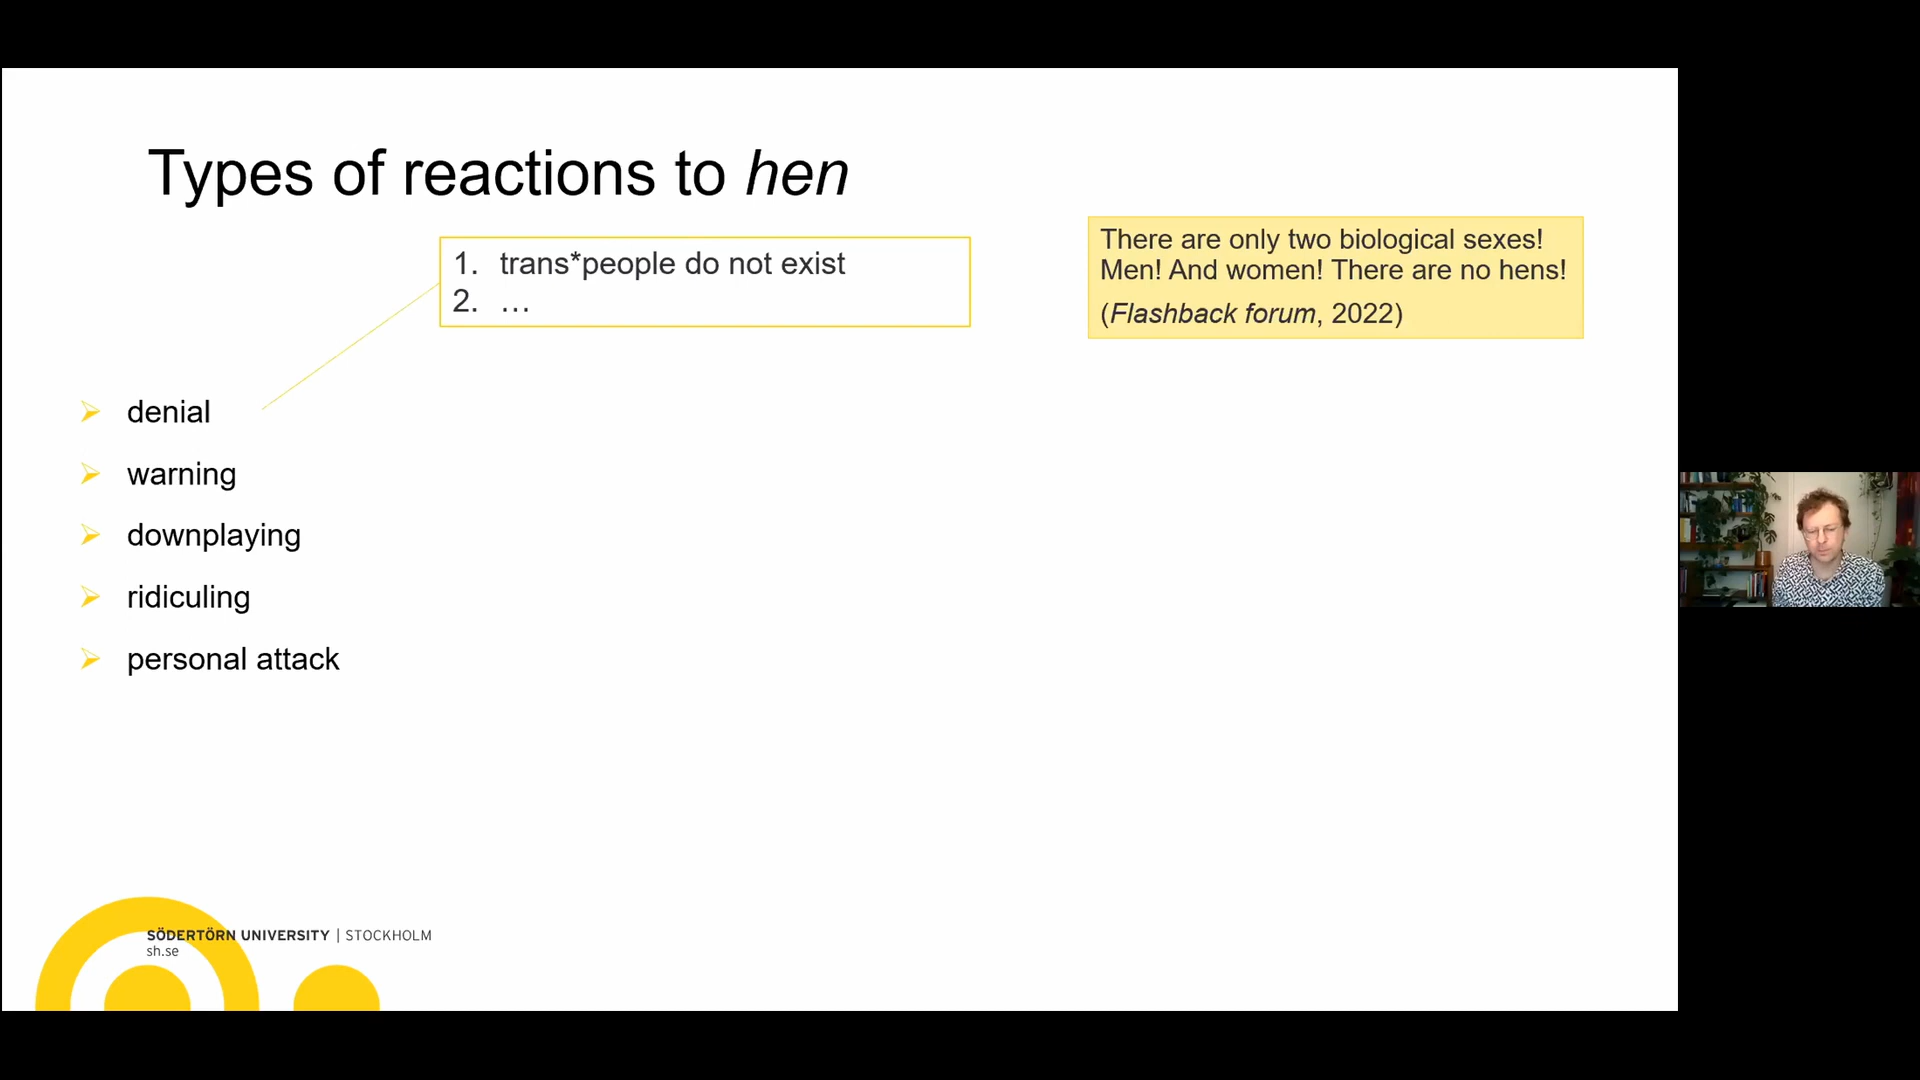 Types of reactions to hen
1. trans*people do not exist
2. …
There are only two biological sexes!
Men! And women! There are no hens!
(Flashback forum, 2022)
➢ denial
➢ warning
➢ downplaying
➢ ridiculing
➢ personal attack
SÖDERTÖRN UNIVERSITY | STOCKHOLM
sh.se